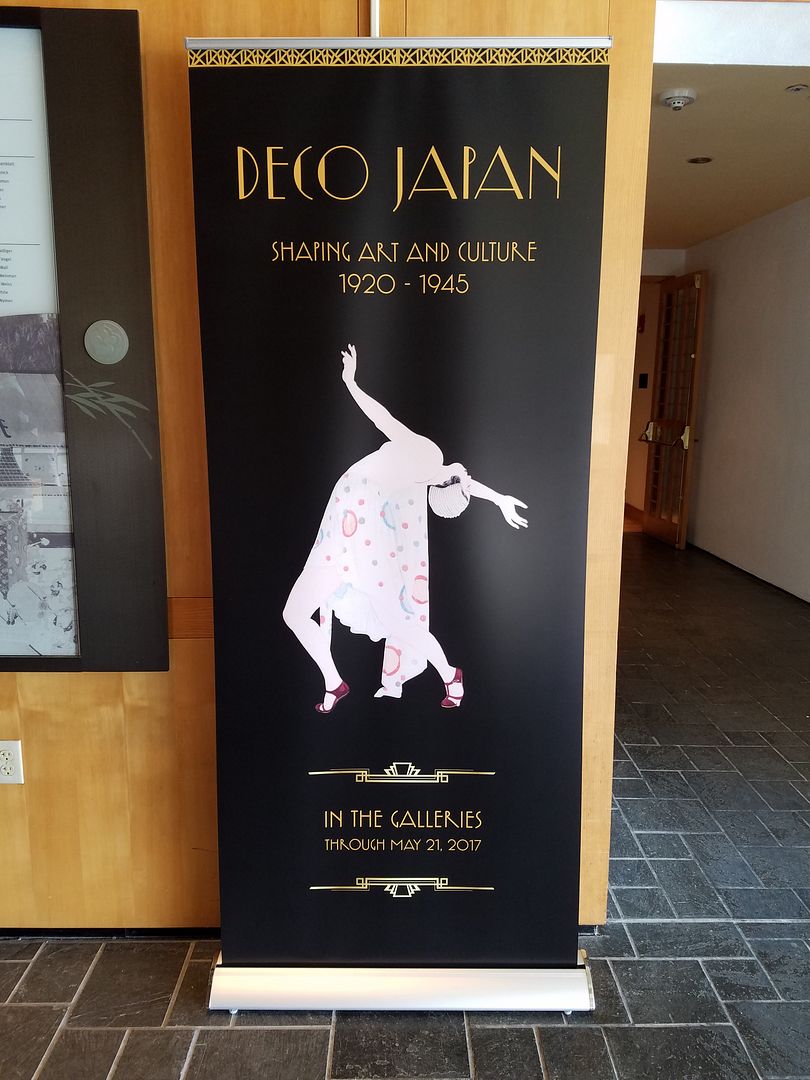 DECO JAPAN
SHAPING ART AND CULTURE
1920 - 1945
IN THE GALLERIES
THROUGH MAY 21, 2017